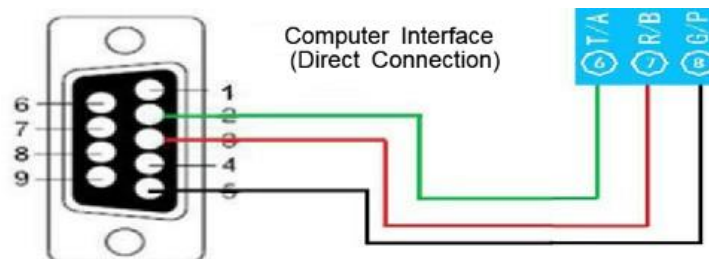 Computer Interface
(Direct Connection)
T/A
R/B
G/P
6
7
8
1
2
3
4
5
6
7
8
9